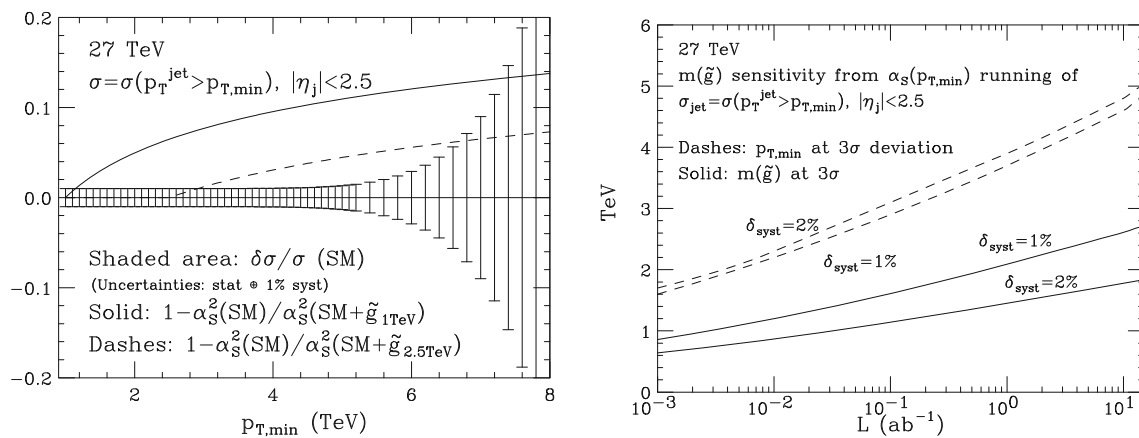 27 TeV
σ=σ(p_T^jet>p_T,min), |η_j|<2.5
Shaded area: δσ/σ (SM)
(Uncertainties: stat ⊕ 1% syst)
Solid: 1−α_S^2(SM)/α_S^2(SM+g̃_1TeV)
Dashes: 1−α_S^2(SM)/α_S^2(SM+g̃_2.5TeV)
0.2
0.1
0.0
−0.1
−0.2
2 4 6 8
p_T,min (TeV)
27 TeV
m(g̃) sensitivity from α_S(p_T,min) running of
σ_jet=σ(p_T^jet>p_T,min), |η_j|<2.5
Dashes: p_T,min at 3σ deviation
Solid: m(g̃) at 3σ
δ_syst=2%
δ_syst=1%
δ_syst=1%
δ_syst=2%
TeV
6
5
4
3
2
1
0
10^−3 10^−2 10^−1 10^0 10^1
L (ab^−1)